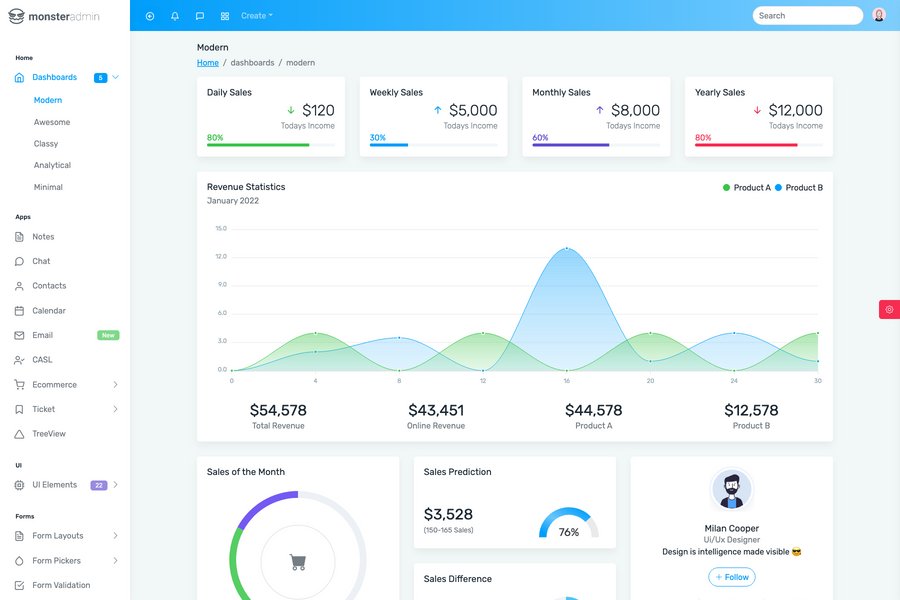 monsteradmin
Create
Search
Home
Dashboards 5
Modern
Awesome
Classy
Analytical
Minimal
Apps
Notes
Chat
Contacts
Calendar
Email New
CASL
Ecommerce
Ticket
TreeView
UI
UI Elements 22
Forms
Form Layouts
Form Pickers
Form Validation
Modern
Home / dashboards / modern
Daily Sales
$120
Todays Income
80%
Weekly Sales
$5,000
Todays Income
30%
Monthly Sales
$8,000
Todays Income
60%
Yearly Sales
$12,000
Todays Income
80%
Revenue Statistics
January 2022
Product A Product B
15.0
12.0
9.0
6.0
3.0
0.0
0 4 8 12 16 20 24 30
$54,578
Total Revenue
$43,451
Online Revenue
$44,578
Product A
$12,578
Product B
Sales of the Month
Sales Prediction
$3,528
(150-165 Sales)
76%
Sales Difference
Milan Cooper
Ui/Ux Designer
Design is intelligence made visible 😎
+ Follow